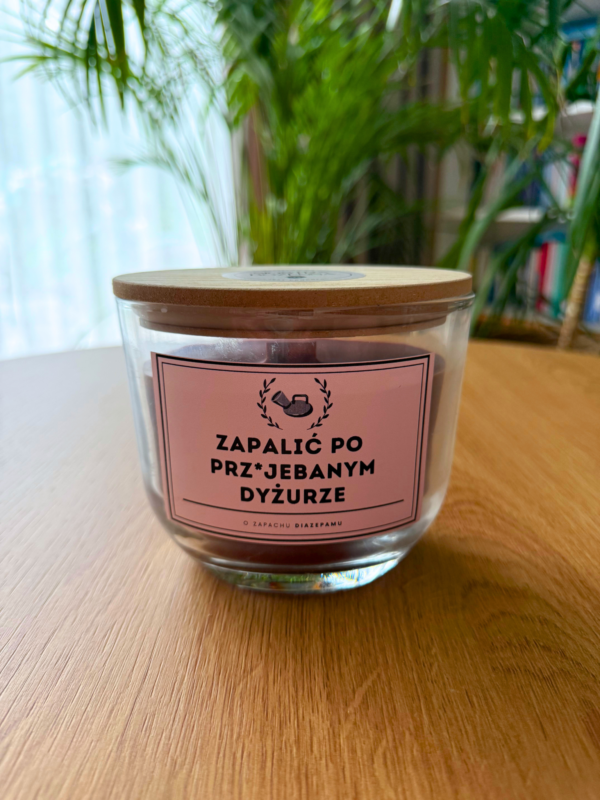 ZAPALIĆ PO
PRZ*JEBANYM
DYŻURZE
O ZAPACHU DIAZEPAMU